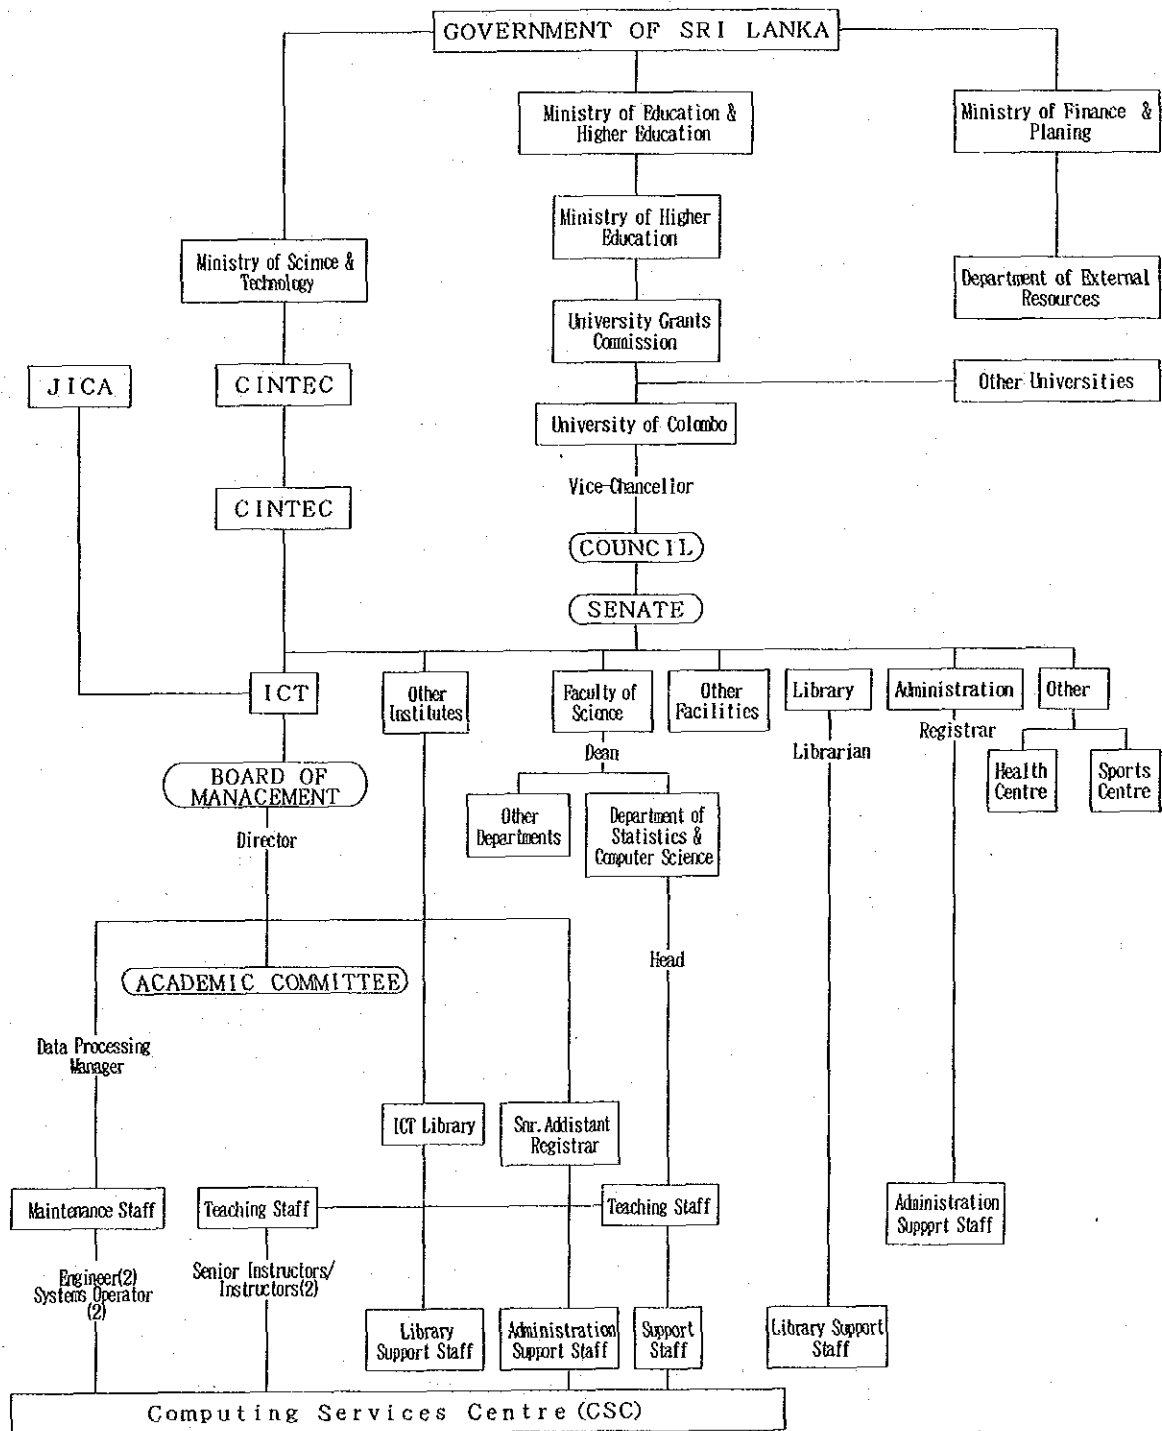 GOVERNMENT OF SRI LANKA
Ministry of Education &
Higher Education
Ministry of Finance &
Planing
Ministry of Higher
Education
Ministry of Scince &
Technology
Department of External
Resources
University Grants
Commission
JICA
CINTEC
Other Universities
University of Colombo
Vice-Chancellor
CINTEC
COUNCIL
SENATE
ICT
Other
Institutes
Faculty of
Science
Other
Facilities
Library
Administration
Other
Dean
Librarian
Registrar
Health
Centre
Sports
Centre
BOARD OF
MANACEMENT
Director
Other
Departments
Department of
Statistics &
Computer Science
Head
ACADEMIC COMMITTEE
Data Processing
Manager
ICT Library
Snr. Addistant
Registrar
Maintenance Staff
Teaching Staff
Teaching Staff
Administration
Suppprt Staff
Engineer(2)
Systems Operator
(2)
Senior Instructors/
Instructors(2)
Library
Support Staff
Administration
Support Staff
Support
Staff
Library Support
Staff
Computing Services Centre (CSC)